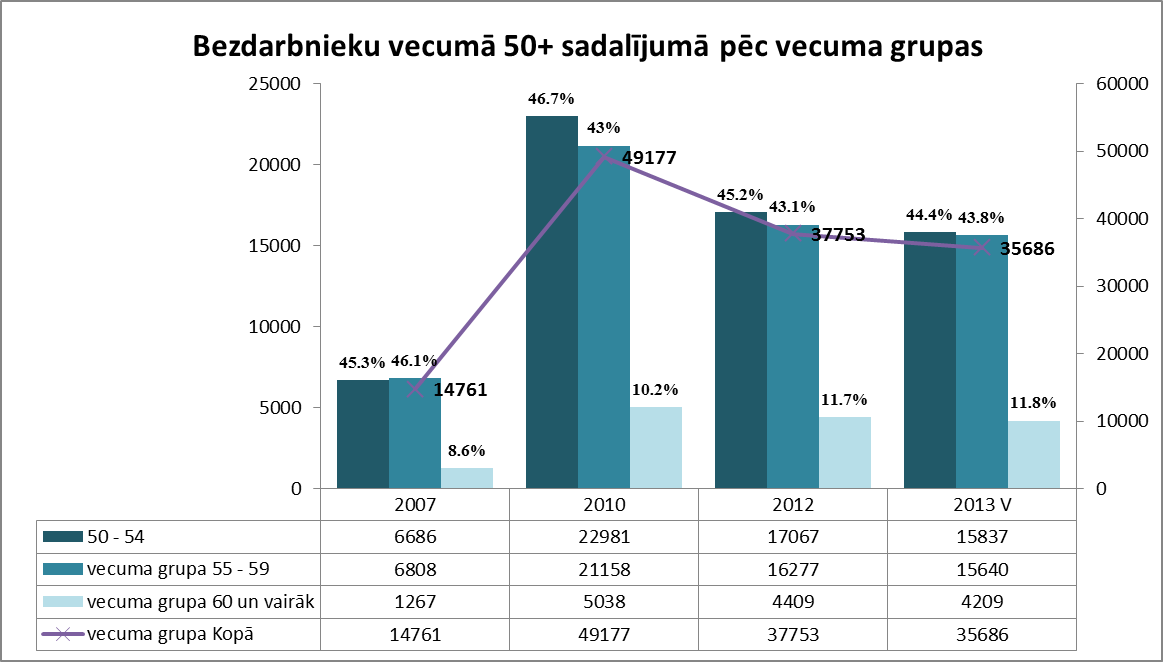 Bezdarbnieku vecumā 50+ sadalījumā pēc vecuma grupas
25000 60000
46.7%
43%
20000 49177 50000
45.2% 43.1% 44.4% 43.8%
15000 37753 35686 40000
30000
10000 20000
45.3% 46.1% 14761
5000 8.6% 10.2% 11.7% 11.8% 10000
0 0
2007 2010 2012 2013 V
50 - 54 6686 22981 17067 15837
vecuma grupa 55 - 59 6808 21158 16277 15640
vecuma grupa 60 un vairāk 1267 5038 4409 4209
vecuma grupa Kopā 14761 49177 37753 35686